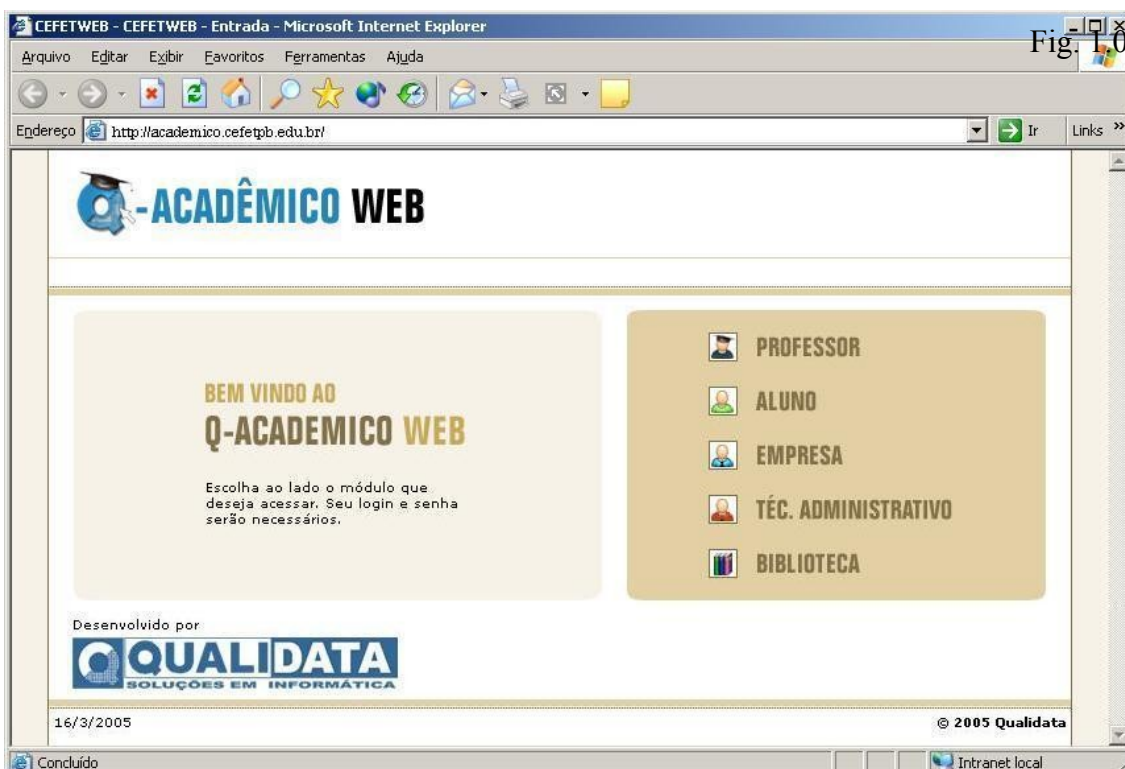 CEFETWEB - CEFETWEB - Entrada - Microsoft Internet Explorer
Fig. 1.0
Arquivo Editar Exibir Favoritos Ferramentas Ajuda
Endereço http://academico.cefetpb.edu.br/ Ir Links »
Q-ACADÊMICO WEB
BEM VINDO AO
Q-ACADEMICO WEB
Escolha ao lado o módulo que
deseja acessar. Seu login e senha
serão necessários.
PROFESSOR
ALUNO
EMPRESA
TÉC. ADMINISTRATIVO
BIBLIOTECA
Desenvolvido por
QUALIDATA
SOLUÇÕES EM INFORMÁTICA
16/3/2005 © 2005 Qualidata
Concluído Intranet local